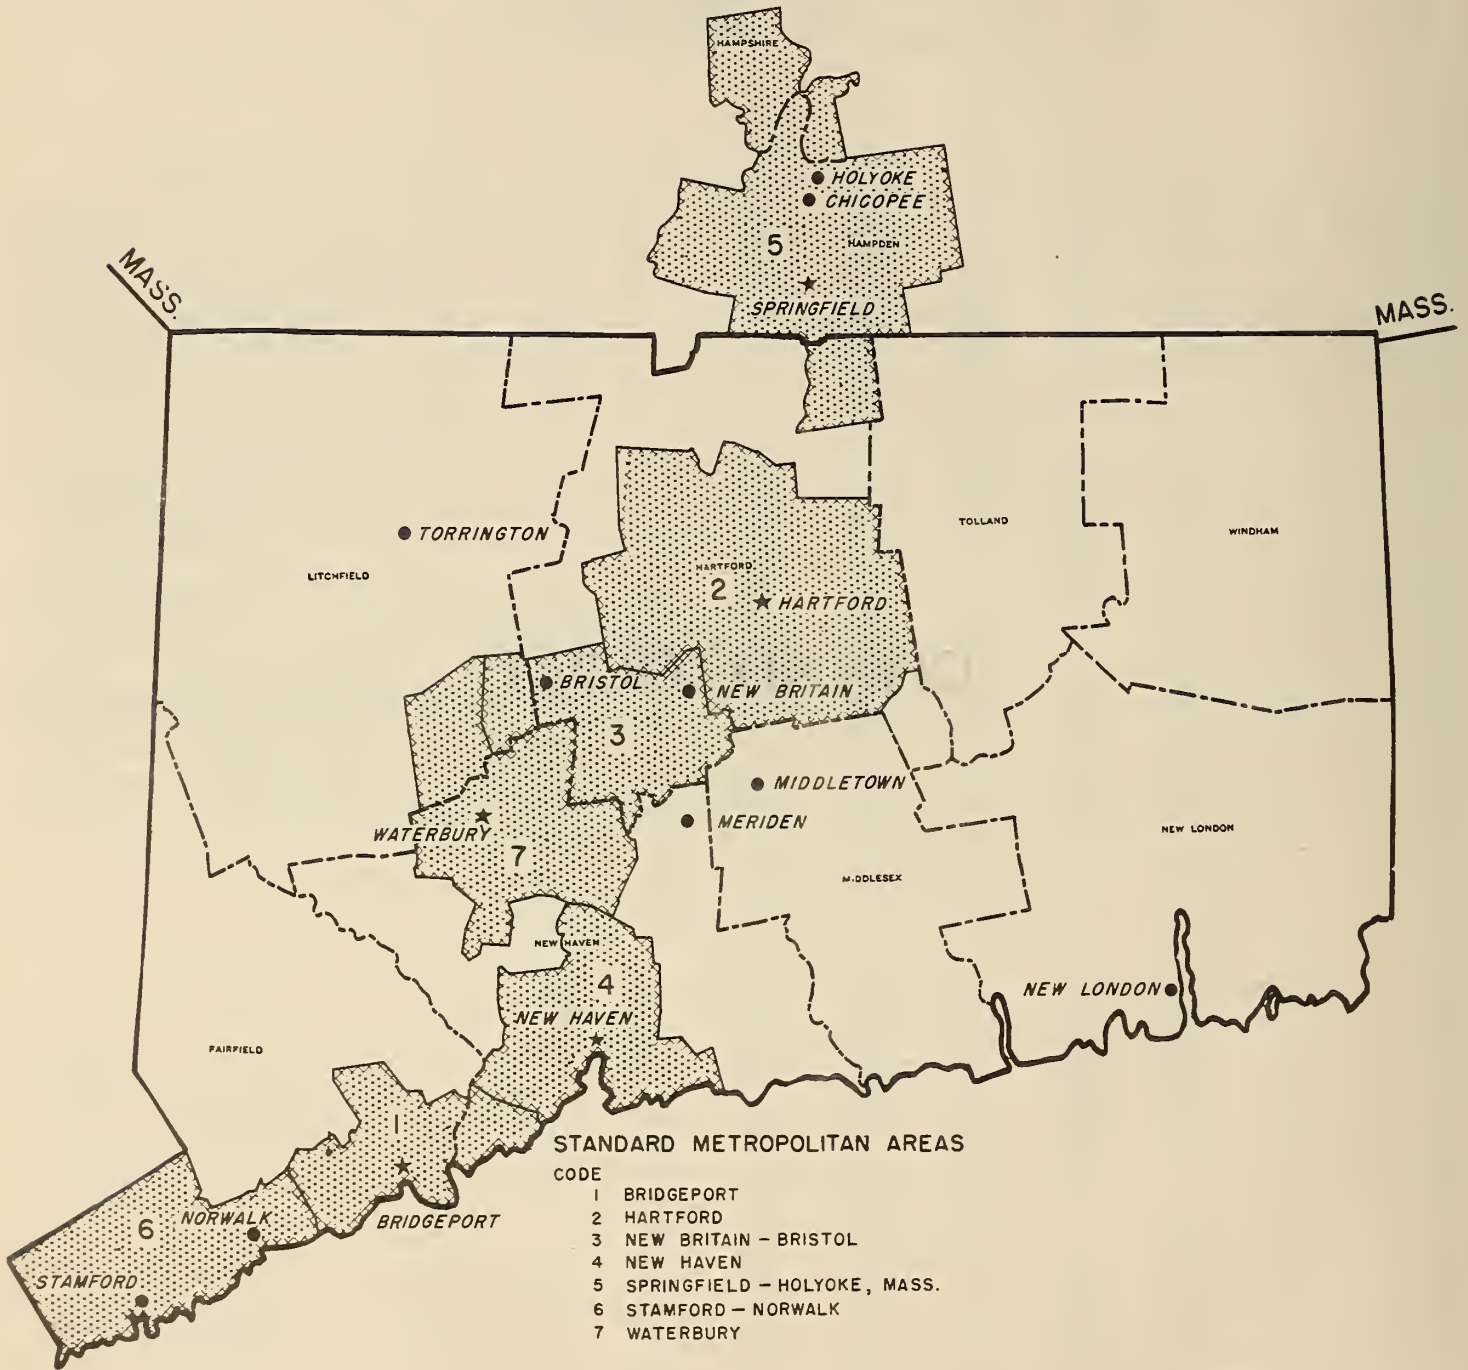 HAMPSHIRE
HOLYOKE
CHICOPEE
5
HAMPDEN
SPRINGFIELD
MASS.
MASS.
TORRINGTON
LITCHFIELD
TOLLAND
WINDHAM
HARTFORD
2
HARTFORD
BRISTOL
NEW BRITAIN
3
MIDDLETOWN
MERIDEN
WATERBURY
7
NEW LONDON
MIDDLESEX
NEW HAVEN
4
NEW HAVEN
NEW LONDON
FAIRFIELD
1
BRIDGEPORT
6
NORWALK
STAMFORD
STANDARD METROPOLITAN AREAS
CODE
1 BRIDGEPORT
2 HARTFORD
3 NEW BRITAIN – BRISTOL
4 NEW HAVEN
5 SPRINGFIELD – HOLYOKE, MASS.
6 STAMFORD – NORWALK
7 WATERBURY